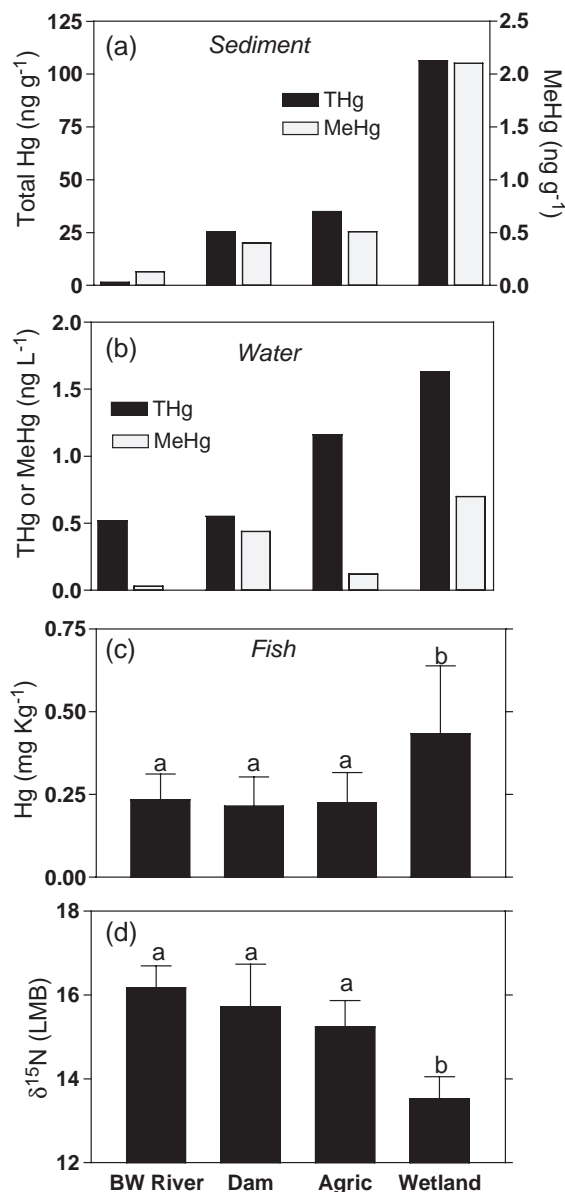 (a) Sediment
THg
MeHg
Total Hg (ng g⁻¹)
125
100
75
50
25
0
MeHg (ng g⁻¹)
2.5
2.0
1.5
1.0
0.5
0.0
(b) Water
THg
MeHg
THg or MeHg (ng L⁻¹)
2.0
1.5
1.0
0.5
0.0
(c) Fish
Hg (mg Kg⁻¹)
0.75
0.50
0.25
0.00
a a a b
(d)
δ¹⁵N (LMB)
18
16
14
12
a a a b
BW River Dam Agric Wetland